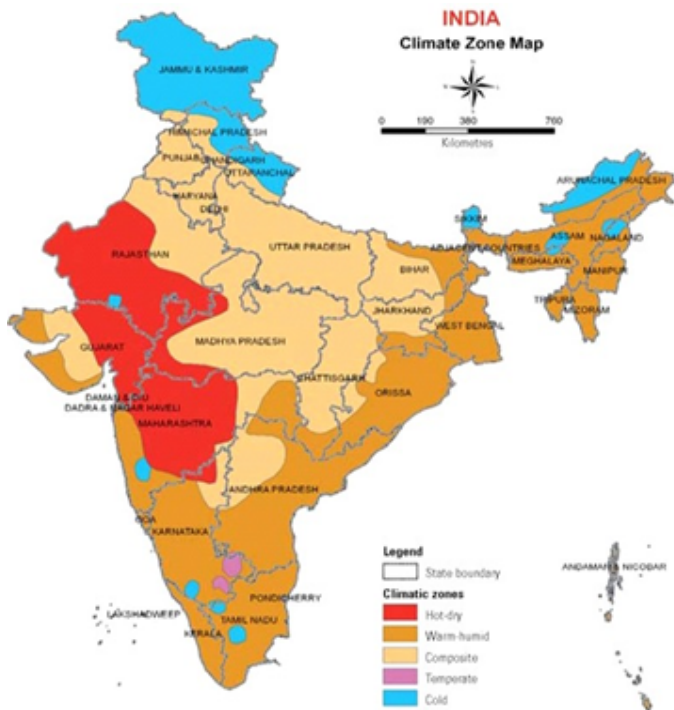 INDIA
Climate Zone Map
0 190 380 760
Kilometres
JAMMU & KASHMIR
HIMACHAL PRADESH
PUNJAB
CHANDIGARH
UTTARANCHAL
HARYANA
DELHI
ARUNACHAL PRADESH
SIKKIM
RAJASTHAN
UTTAR PRADESH
ADJACENT COUNTRIES
ASSAM
NAGALAND
BIHAR
MEGHALAYA
MANIPUR
JHARKHAND
TRIPURA
MIZORAM
WEST BENGAL
GUJARAT
MADHYA PRADESH
CHATTISGARH
ORISSA
DAMAN & DIU
DADRA & NAGAR HAVELI
MAHARASHTRA
ANDHRA PRADESH
GOA
KARNATAKA
PONDICHERRY
LAKSHADWEEP
TAMIL NADU
KERALA
ANDAMAN & NICOBAR
Legend
State boundary
Climatic zones
Hot-dry
Warm-humid
Composite
Temperate
Cold